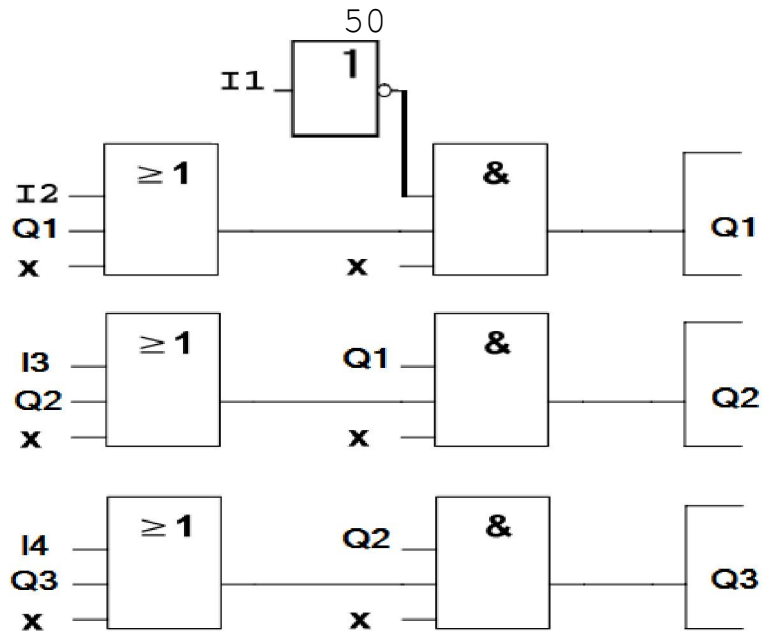 50
I1 1
≥1 &
I2
Q1 Q1
x x
≥1 &
I3 Q1
Q2 Q2
x x
≥1 &
I4 Q2
Q3 Q3
x x